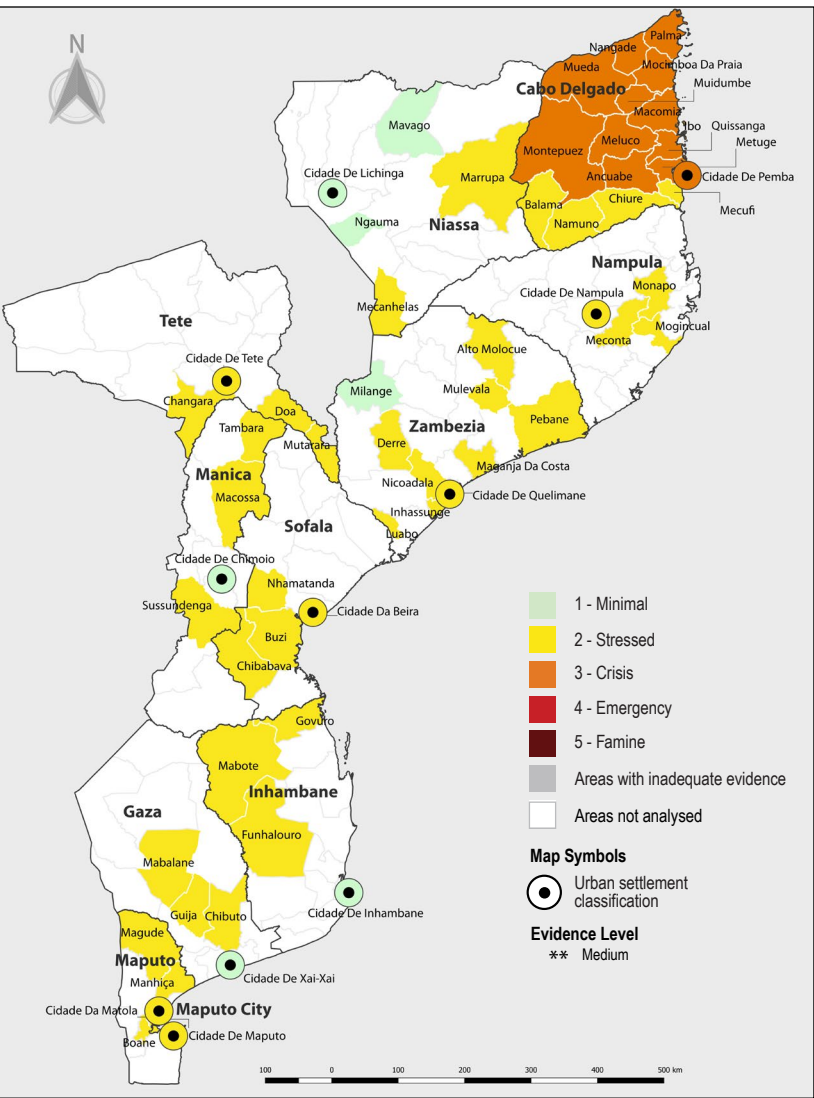 N
Palma
Nangade
Mueda
Mocimboa Da Praia
Muidumbe
Cabo Delgado
Macomia
Mavago
Ibo
Quissanga
Meluco
Metuge
Montepuez
Cidade De Lichinga
Marrupa
Ancuabe
Cidade De Pemba
Chiure
Balama
Mecufi
Ngauma
Niassa
Namuno
Nampula
Monapo
Cidade De Nampula
Mecanhelas
Tete
Mogincual
Meconta
Alto Molocue
Cidade De Tete
Mulevala
Milange
Changara
Doa
Pebane
Tambara
Zambezia
Mutarara
Derre
Maganja Da Costa
Manica
Nicoadala
Macossa
Cidade De Quelimane
Inhassunge
Sofala
Luabo
Cidade De Chimoio
Nhamatanda
Sussundenga
Cidade Da Beira
Buzi
Chibabava
Govuro
Mabote
Inhambane
Gaza
Funhalouro
Mabalane
Guija
Chibuto
Cidade De Inhambane
Magude
Maputo
Cidade De Xai-Xai
Manhiça
Cidade Da Matola
Maputo City
Cidade De Maputo
Boane
1 - Minimal
2 - Stressed
3 - Crisis
4 - Emergency
5 - Famine
Areas with inadequate evidence
Areas not analysed
Map Symbols
Urban settlement
classification
Evidence Level
** Medium
100 0 100 200 300 400 500 km